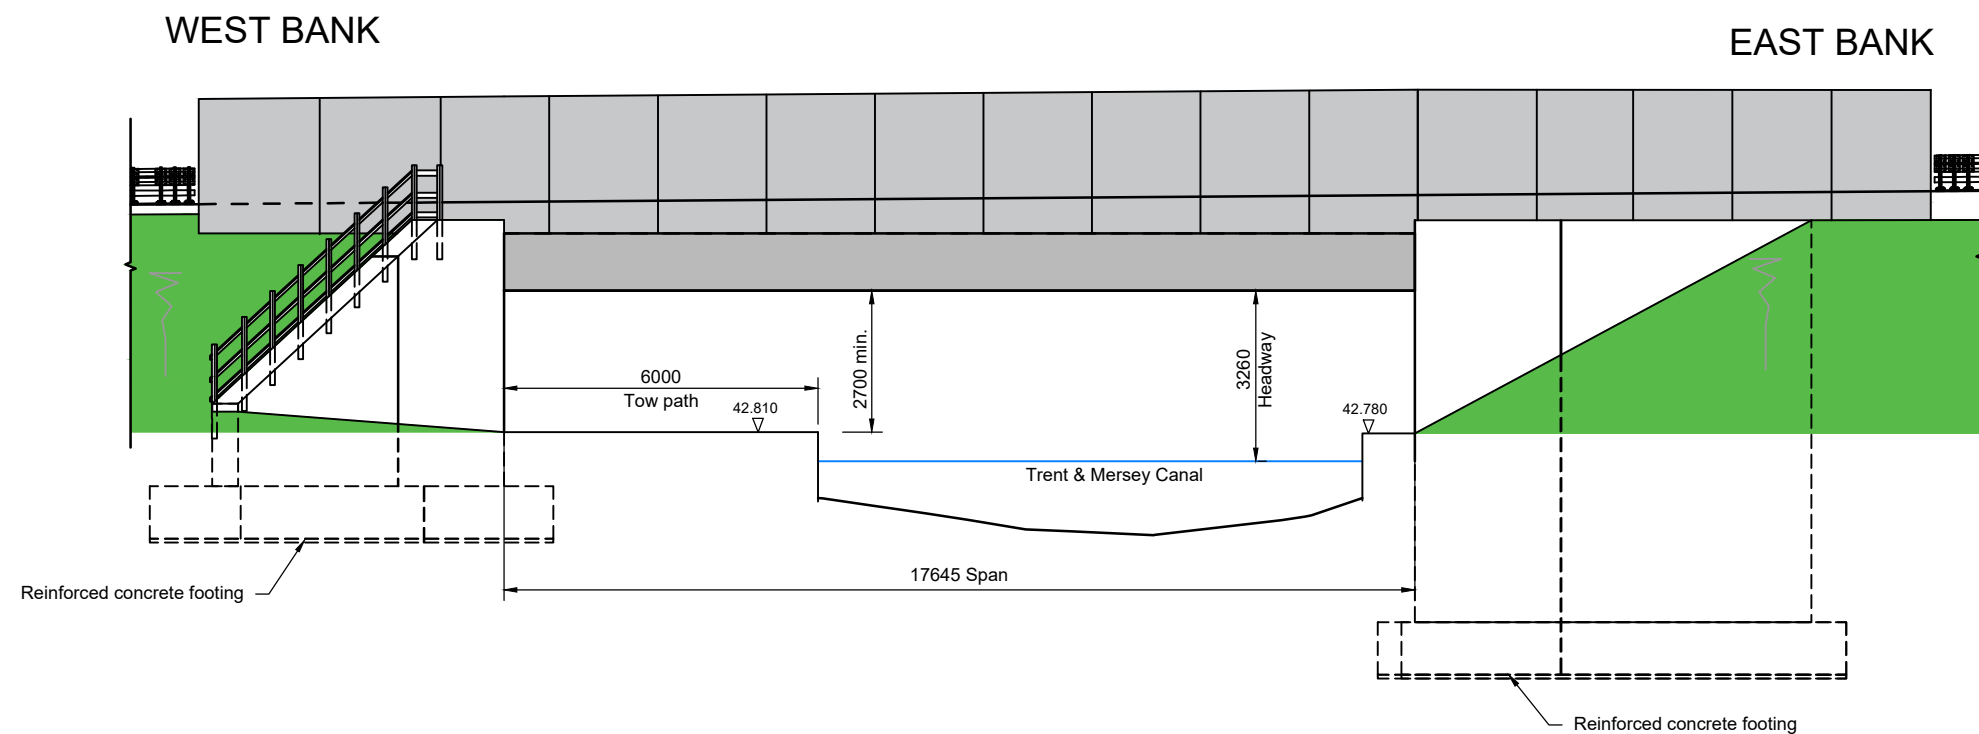 WEST BANK
EAST BANK
6000
Tow path
2700 min.
3260
Headway
42.810
42.780
Trent & Mersey Canal
17645 Span
Reinforced concrete footing
Reinforced concrete footing